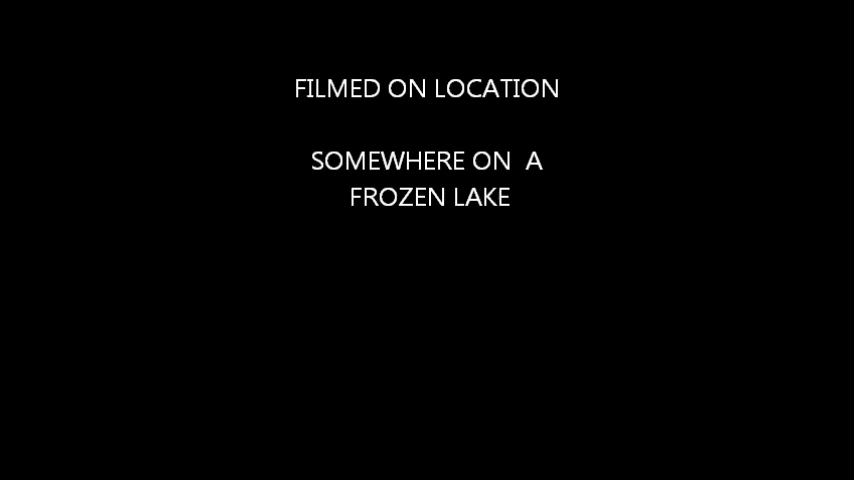 FILMED ON LOCATION
SOMEWHERE ON  A
FROZEN LAKE